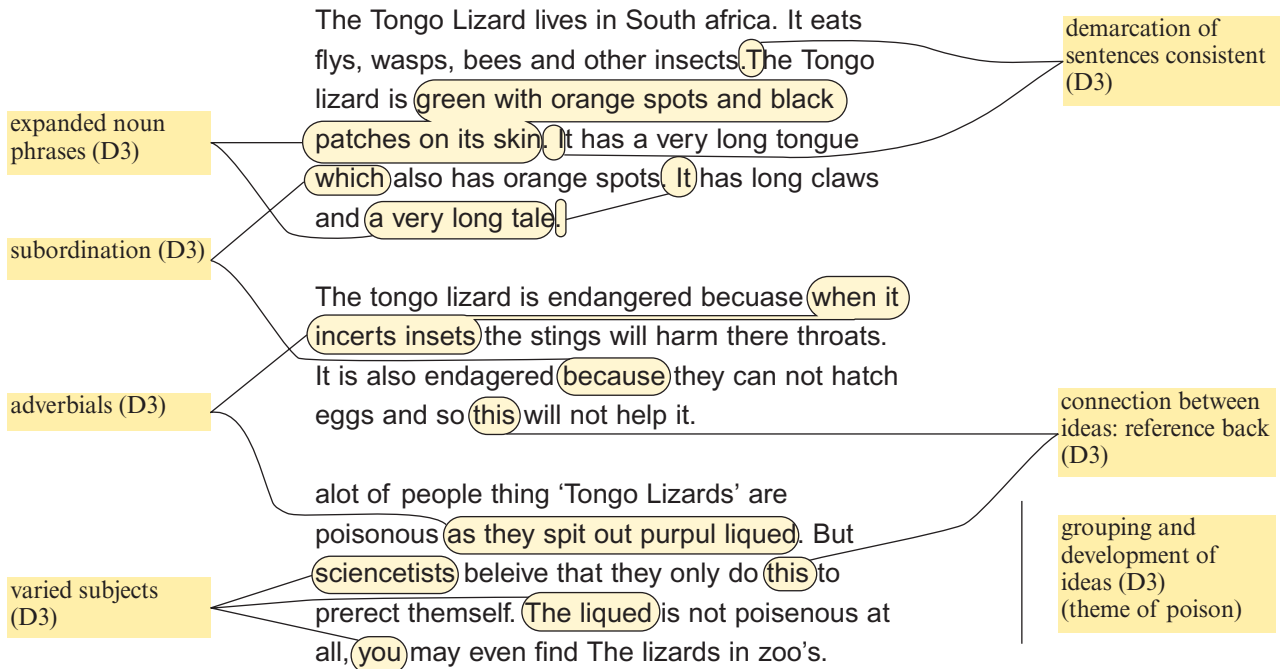 The Tongo Lizard lives in South africa. It eats
flys, wasps, bees and other insects.The Tongo
lizard is green with orange spots and black
patches on its skin. It has a very long tongue
which also has orange spots. It has long claws
and a very long tale.
The tongo lizard is endangered becuase when it
incerts insets the stings will harm there throats.
It is also endagered because they can not hatch
eggs and so this will not help it.
alot of people thing ‘Tongo Lizards’ are
poisonous as they spit out purpul liqued. But
sciencetists beleive that they only do this to
prerect themself. The liqued is not poisenous at
all, you may even find The lizards in zoo's.
expanded noun
phrases (D3)
subordination (D3)
adverbials (D3)
varied subjects
(D3)
demarcation of
sentences consistent
(D3)
connection between
ideas: reference back
(D3)
grouping and
development of
ideas (D3)
(theme of poison)